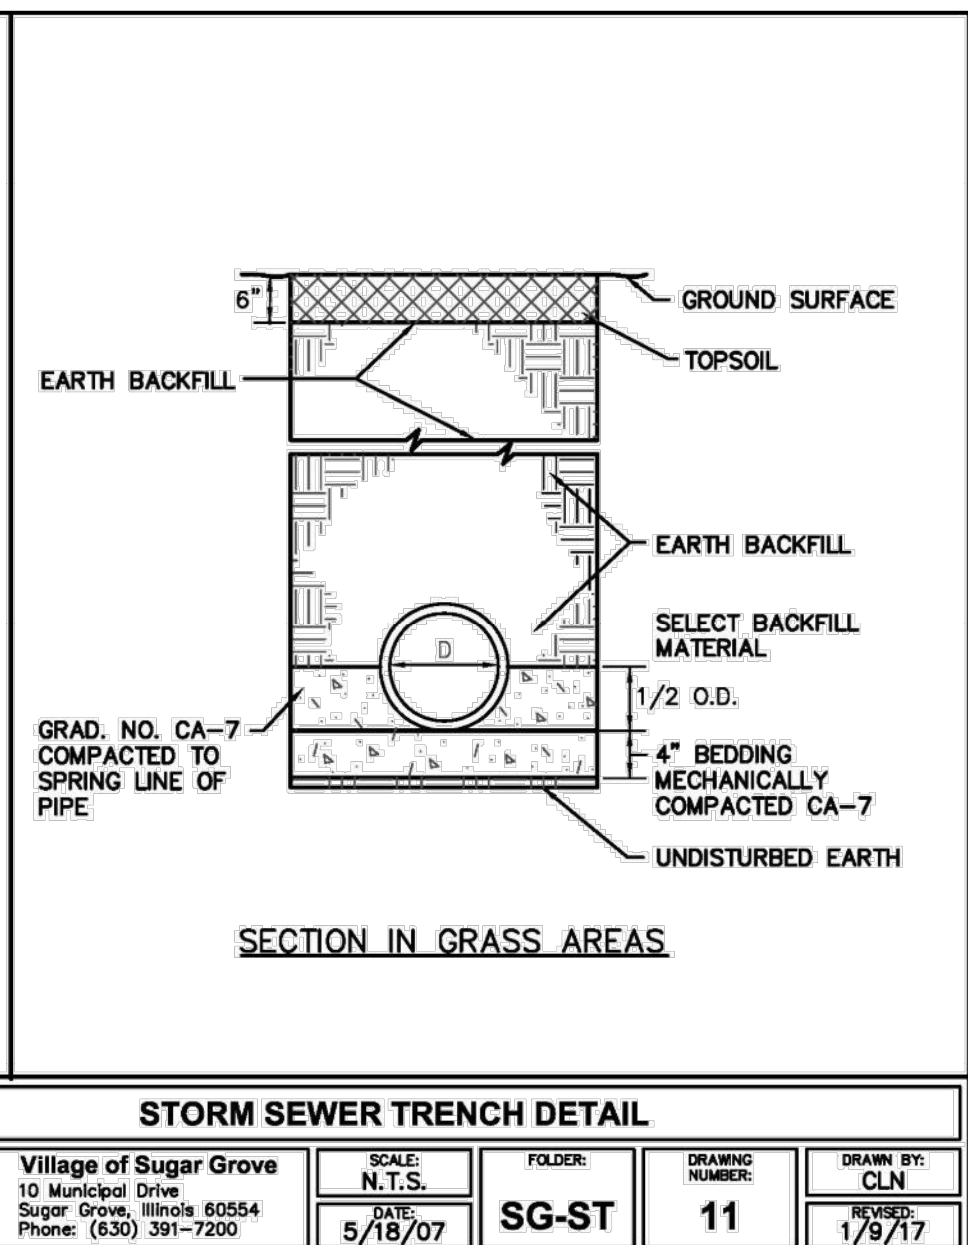 6"
GROUND SURFACE
TOPSOIL
EARTH BACKFILL
EARTH BACKFILL
SELECT BACKFILL
MATERIAL
D
1/2 O.D.
GRAD. NO. CA-7
COMPACTED TO
SPRING LINE OF
PIPE
4" BEDDING
MECHANICALLY
COMPACTED CA-7
UNDISTURBED EARTH
SECTION IN GRASS AREAS
STORM SEWER TRENCH DETAIL
Village of Sugar Grove
10 Municipal Drive
Sugar Grove, Illinois 60554
Phone: (630) 391-7200
SCALE:
N.T.S.
DATE:
5/18/07
FOLDER:
SG-ST
DRAWING
NUMBER:
11
DRAWN BY:
CLN
REVISED:
1/9/17